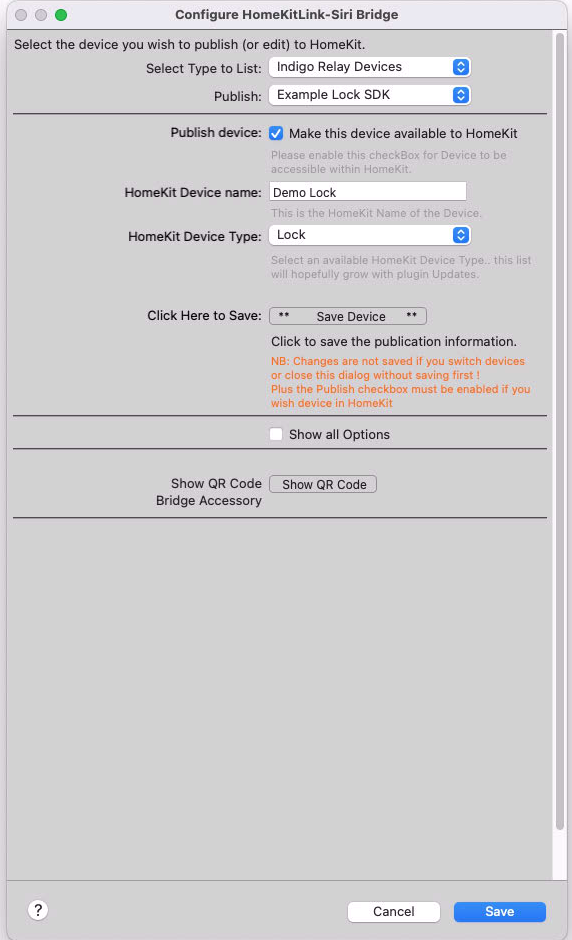 Configure HomeKitLink-Siri Bridge
Select the device you wish to publish (or edit) to HomeKit.
Select Type to List: Indigo Relay Devices
Publish: Example Lock SDK
Publish device: Make this device available to HomeKit
Please enable this checkBox for Device to be
accessible within HomeKit.
HomeKit Device name: Demo Lock
This is the HomeKit Name of the Device.
HomeKit Device Type: Lock
Select an available HomeKit Device Type.. this list
will hopefully grow with plugin Updates.
Click Here to Save: ** Save Device **
Click to save the publication information.
NB: Changes are not saved if you switch devices
or close this dialog without saving first !
Plus the Publish checkbox must be enabled if you
wish device in HomeKit
Show all Options
Show QR Code Show QR Code
Bridge Accessory
? Cancel Save